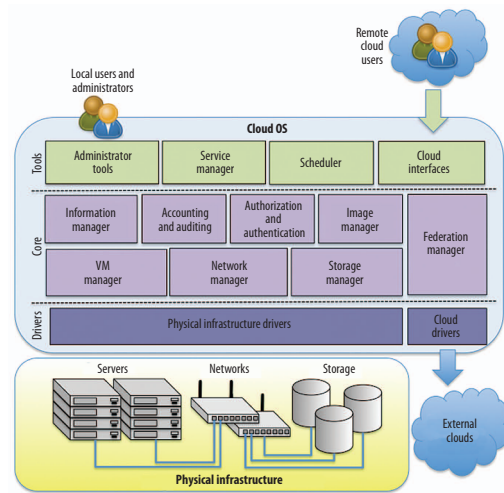 Remote
cloud
users
Local users and
administrators
Cloud OS
Tools
Administrator
tools
Service
manager
Scheduler
Cloud
interfaces
Core
Information
manager
Accounting
and auditing
Authorization
and
authentication
Image
manager
Federation
manager
VM
manager
Network
manager
Storage
manager
Drivers
Physical infrastructure drivers
Cloud
drivers
Servers
Networks
Storage
External
clouds
Physical infrastructure